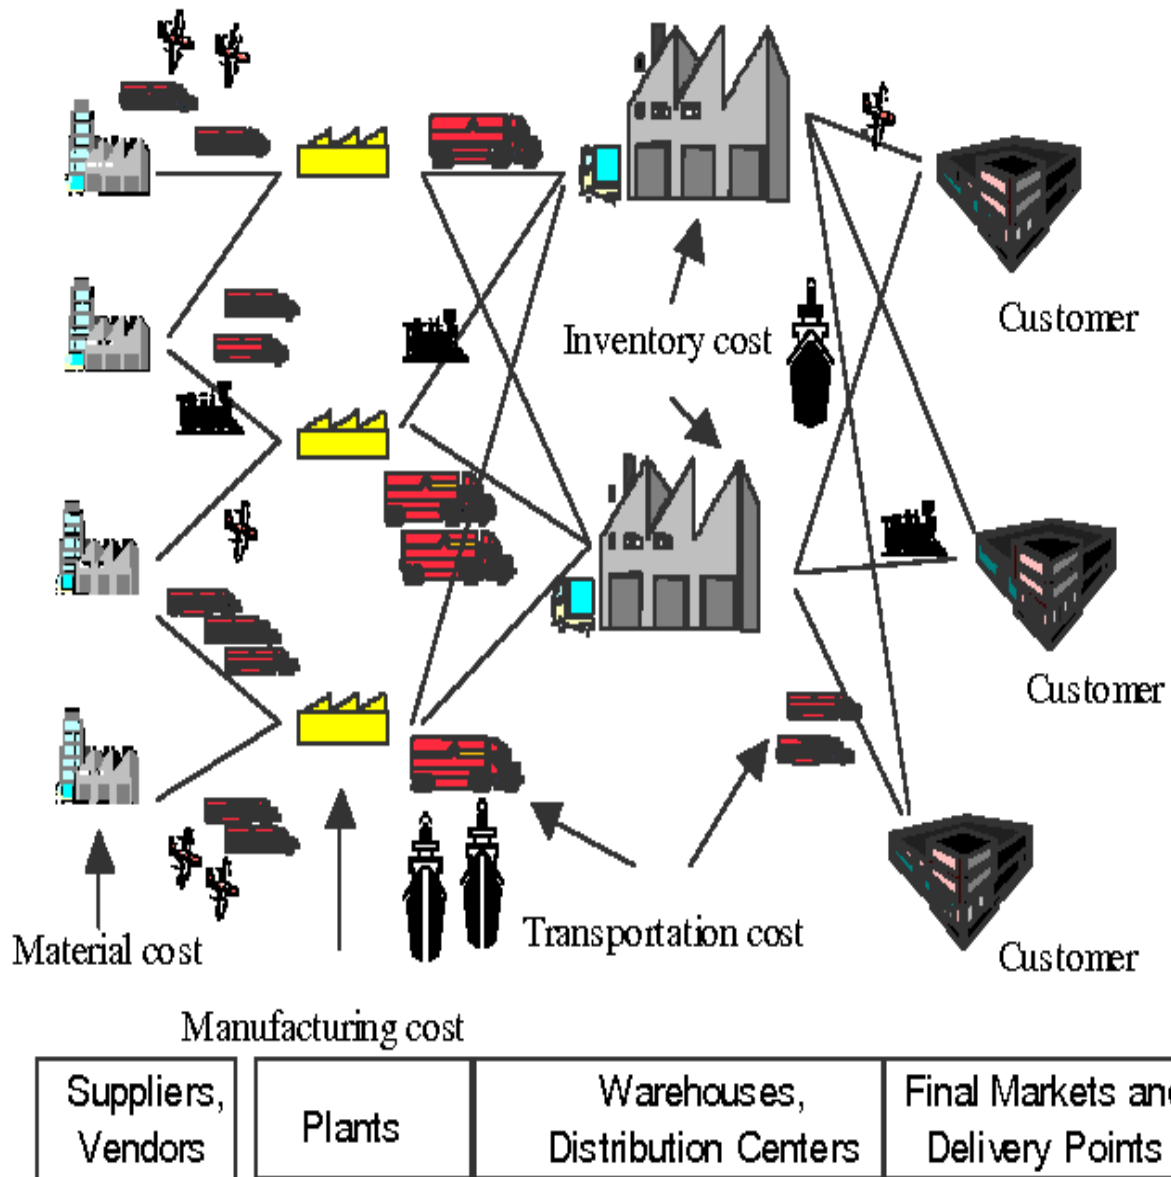 Customer
Inventory cost
Customer
Material cost
Transportation cost
Customer
Manufacturing cost
Suppliers,
Vendors
Plants
Warehouses,
Distribution Centers
Final Markets and
Delivery Points